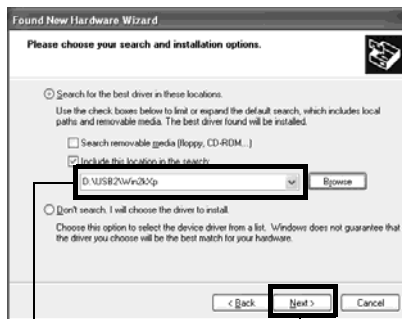 Found New Hardware Wizard
Please choose your search and installation options.
Search for the best driver in these locations.
Use the check boxes below to limit or expand the default search, which includes local
paths and removable media. The best driver found will be installed.
Search removable media (floppy, CD-ROM...)
Include this location in the search:
D:\USB2\Win2kXp
Browse
Don't search. I will choose the driver to install.
Choose this option to select the device driver from a list. Windows does not guarantee that
the driver you choose will be the best match for your hardware.
< Back
Next >
Cancel